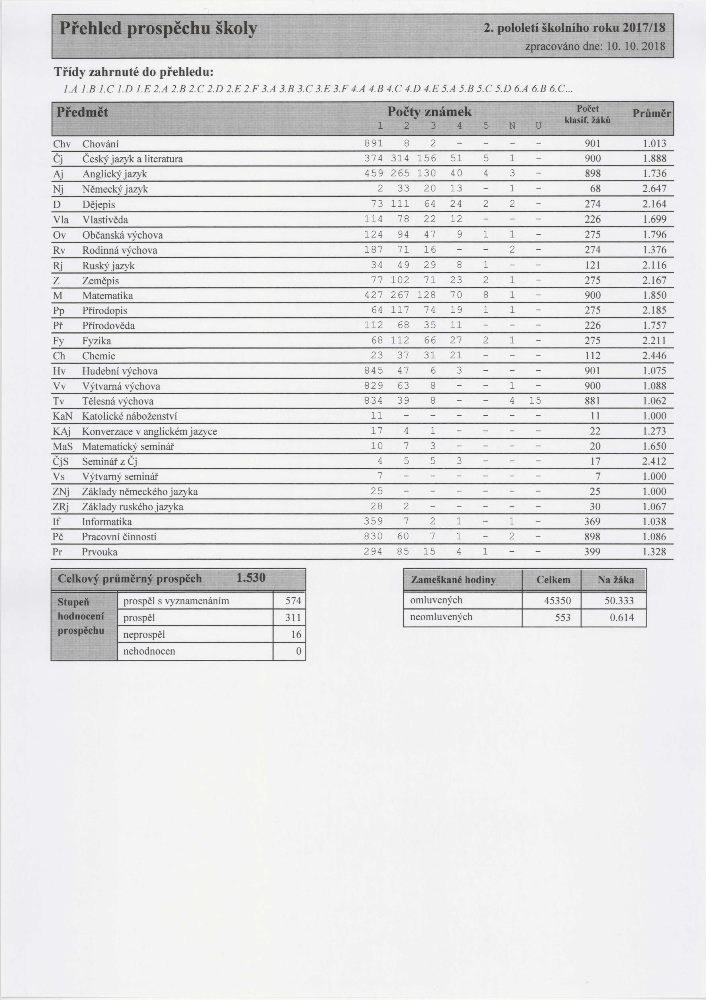 Přehled prospěchu školy 2. pololetí školního roku 2017/18
zpracováno dne: 10. 10. 2018
Třídy zahrnuté do přehledu:
1.A 1.B 1.C 1.D 1.E 2.A 2.B 2.C 2.D 2.E 2.F 3.A 3.B 3.C 3.E 3.F 4.A 4.B 4.C 4.D 4.E 5.A 5.B 5.C 5.D 6.A 6.B 6.C...
Předmět Počty známek Počet klasif. žáků Průměr
1 2 3 4 5 N U
Chv Chování 891 8 2 - - - - 901 1.013
Čj Český jazyk a literatura 374 314 156 51 5 1 - 900 1.888
Aj Anglický jazyk 459 265 130 40 4 3 - 898 1.736
Nj Německý jazyk 2 33 20 13 - 1 - 68 2.647
D Dějepis 73 111 64 24 2 2 - 274 2.164
Vla Vlastivěda 114 78 22 12 - - - 226 1.699
Ov Občanská výchova 124 94 47 9 1 1 - 275 1.796
Rv Rodinná výchova 187 71 16 - - 2 - 274 1.376
Rj Ruský jazyk 34 49 29 8 1 - - 121 2.116
Z Zeměpis 77 102 71 23 2 1 - 275 2.167
M Matematika 427 267 128 70 8 1 - 900 1.850
Pp Přírodopis 64 117 74 19 1 1 - 275 2.185
Př Přírodověda 112 68 35 11 - - - 226 1.757
Fy Fyzika 68 112 66 27 2 1 - 275 2.211
Ch Chemie 23 37 31 21 - - - 112 2.446
Hv Hudební výchova 845 47 6 3 - - - 901 1.075
Vv Výtvarná výchova 829 63 8 - - 1 - 900 1.088
Tv Tělesná výchova 834 39 8 - - 4 15 881 1.062
KaN Katolické náboženství 11 - - - - - - 11 1.000
KAj Konverzace v anglickém jazyce 17 4 1 - - - - 22 1.273
MaS Matematický seminář 10 7 3 - - - - 20 1.650
ČjS Seminář z Čj 4 5 5 3 - - - 17 2.412
Vs Výtvarný seminář 7 - - - - - - 7 1.000
ZNj Základy německého jazyka 25 - - - - - - 25 1.000
ZRj Základy ruského jazyka 28 2 - - - - - 30 1.067
If Informatika 359 7 2 1 - 1 - 369 1.038
Pč Pracovní činnosti 830 60 7 1 - 2 - 898 1.086
Pr Prvouka 294 85 15 4 1 - - 399 1.328
Celkový průměrný prospěch 1.530
Stupeň hodnocení prospěchu
prospěl s vyznamenáním 574
prospěl 311
neprospěl 16
nehodnocen 0
Zameškané hodiny Celkem Na žáka
omluvených 45350 50.333
neomluvených 553 0.614